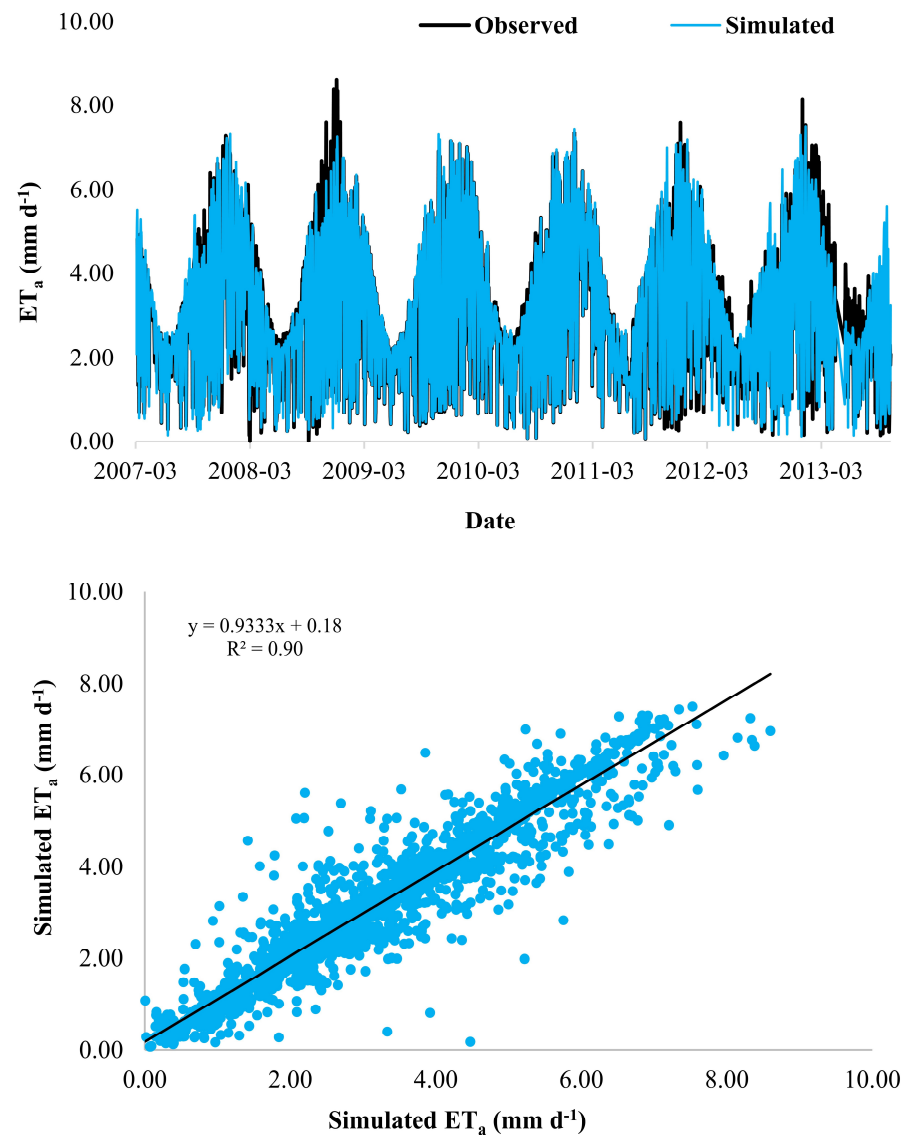 10.00
Observed
Simulated
8.00
6.00
4.00
2.00
0.00
ETa (mm d-1)
2007-03 2008-03 2009-03 2010-03 2011-03 2012-03 2013-03
Date
10.00
y = 0.9333x + 0.18
R² = 0.90
8.00
6.00
4.00
2.00
0.00
Simulated ETa (mm d-1)
0.00 2.00 4.00 6.00 8.00 10.00
Simulated ETa (mm d-1)